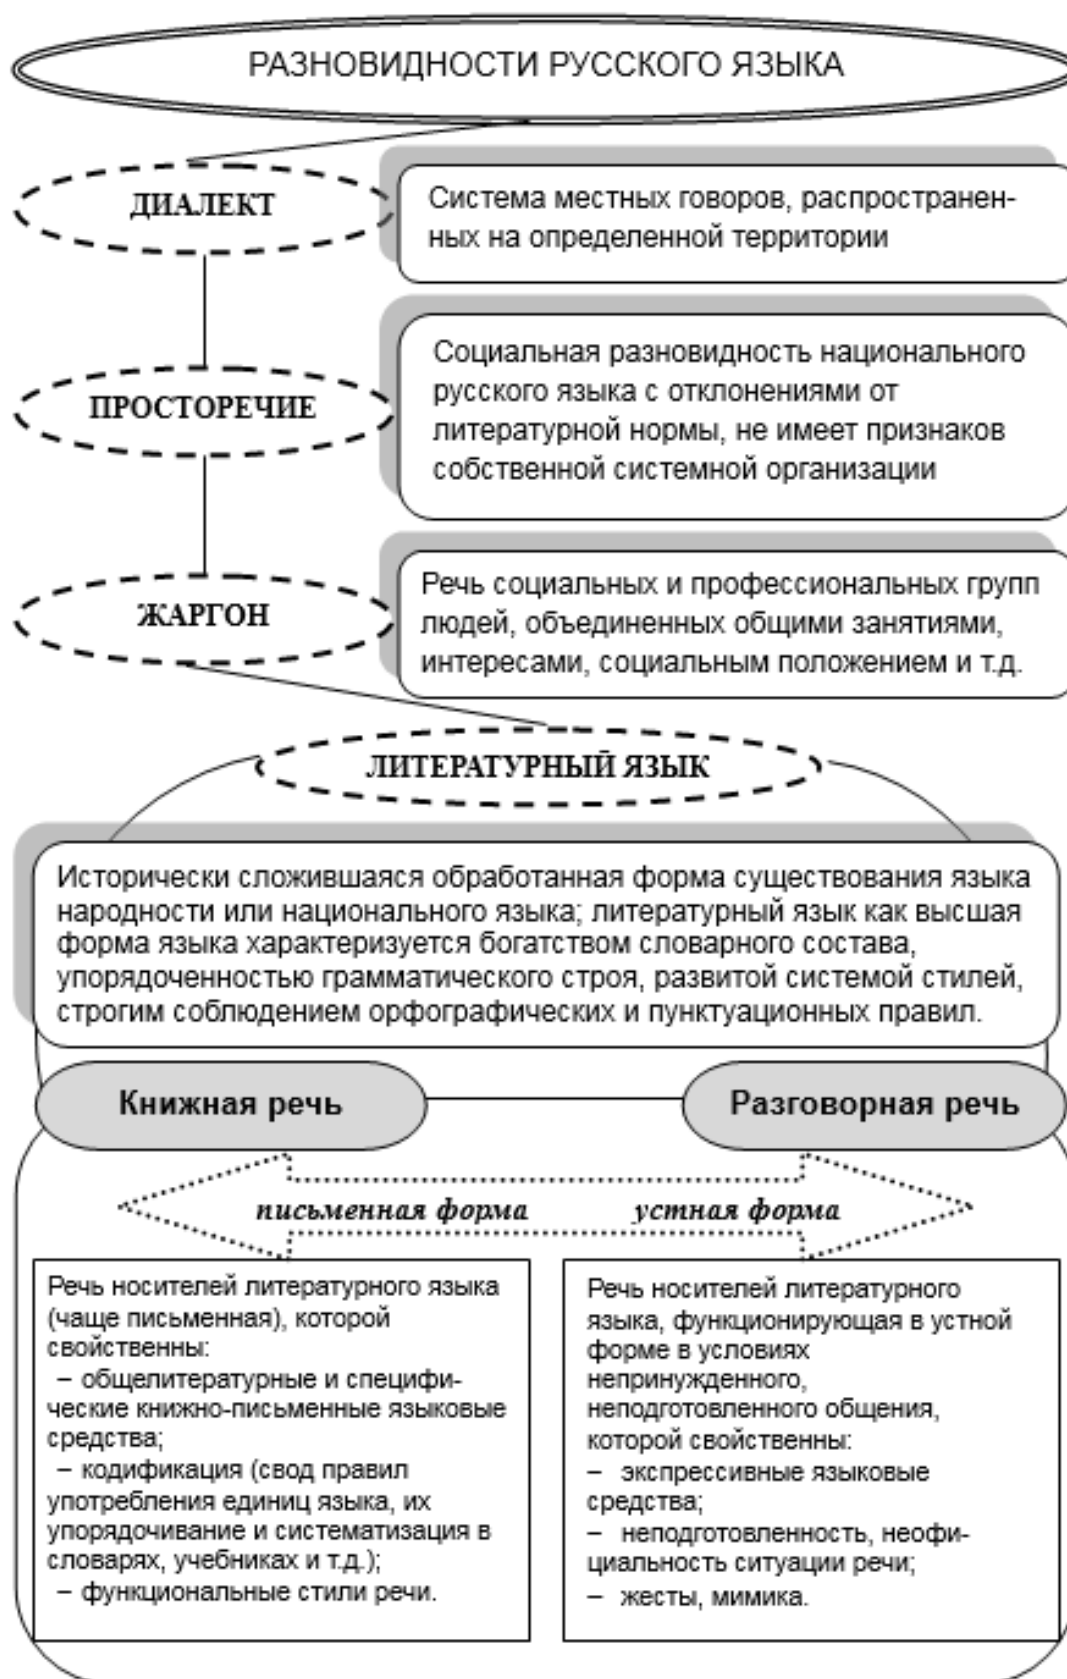 РАЗНОВИДНОСТИ РУССКОГО ЯЗЫКА
ДИАЛЕКТ
Система местных говоров, распространен-
ных на определенной территории
ПРОСТОРЕЧИЕ
Социальная разновидность национального
русского языка с отклонениями от
литературной нормы, не имеет признаков
собственной системной организации
ЖАРГОН
Речь социальных и профессиональных групп
людей, объединенных общими занятиями,
интересами, социальным положением и т.д.
ЛИТЕРАТУРНЫЙ ЯЗЫК
Исторически сложившаяся обработанная форма существования языка
народности или национального языка; литературный язык как высшая
форма языка характеризуется богатством словарного состава,
упорядоченностью грамматического строя, развитой системой стилей,
строгим соблюдением орфографических и пунктуационных правил.
Книжная речь
Разговорная речь
письменная форма
устная форма
Речь носителей литературного языка
(чаще письменная), которой
свойственны:
– общелитературные и специфи-
ческие книжно-письменные языковые
средства;
– кодификация (свод правил
употребления единиц языка, их
упорядочивание и систематизация в
словарях, учебниках и т.д.);
– функциональные стили речи.
Речь носителей литературного
языка, функционирующая в устной
форме в условиях
непринужденного,
неподготовленного общения,
которой свойственны:
– экспрессивные языковые
средства;
– неподготовленность, неофи-
циальность ситуации речи;
– жесты, мимика.